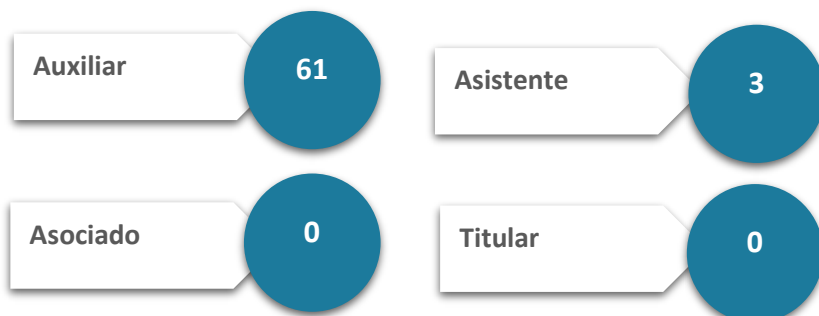 Auxiliar
61
Asistente
3
Asociado
0
Titular
0